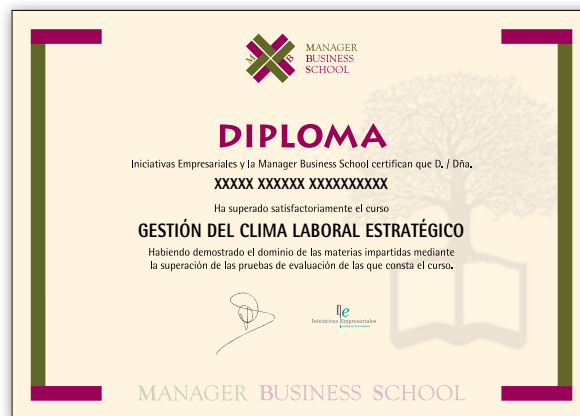 M B
MANAGER
BUSINESS
SCHOOL
DIPLOMA
Iniciativas Empresariales y la Manager Business School certifican que D. / Dña.
XXXXX XXXXXX XXXXXXXXXX
Ha superado satisfactoriamente el curso
GESTIÓN DEL CLIMA LABORAL ESTRATÉGICO
Habiendo demostrado el dominio de las materias impartidas mediante
la superación de las pruebas de evaluación de las que consta el curso.
Iniciativas Empresariales
MANAGER BUSINESS SCHOOL